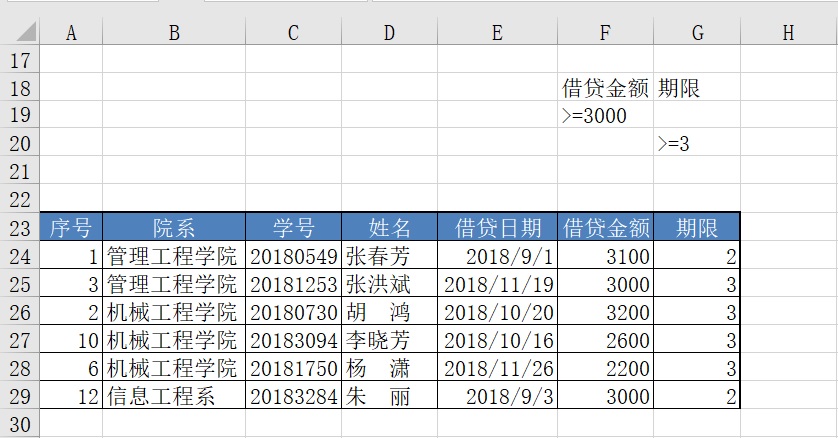 A B C D E F G H
17
18 借贷金额 期限
19 >=3000
20 >=3
21
22
23 序号 院系 学号 姓名 借贷日期 借贷金额 期限
24 1 管理工程学院 20180549 张春芳 2018/9/1 3100 2
25 3 管理工程学院 20181253 张洪斌 2018/11/19 3000 3
26 2 机械工程学院 20180730 胡　鸿 2018/10/20 3200 3
27 10 机械工程学院 20183094 李晓芳 2018/10/16 2600 3
28 6 机械工程学院 20181750 杨　潇 2018/11/26 2200 3
29 12 信息工程系 20183284 朱　丽 2018/9/3 3000 2
30